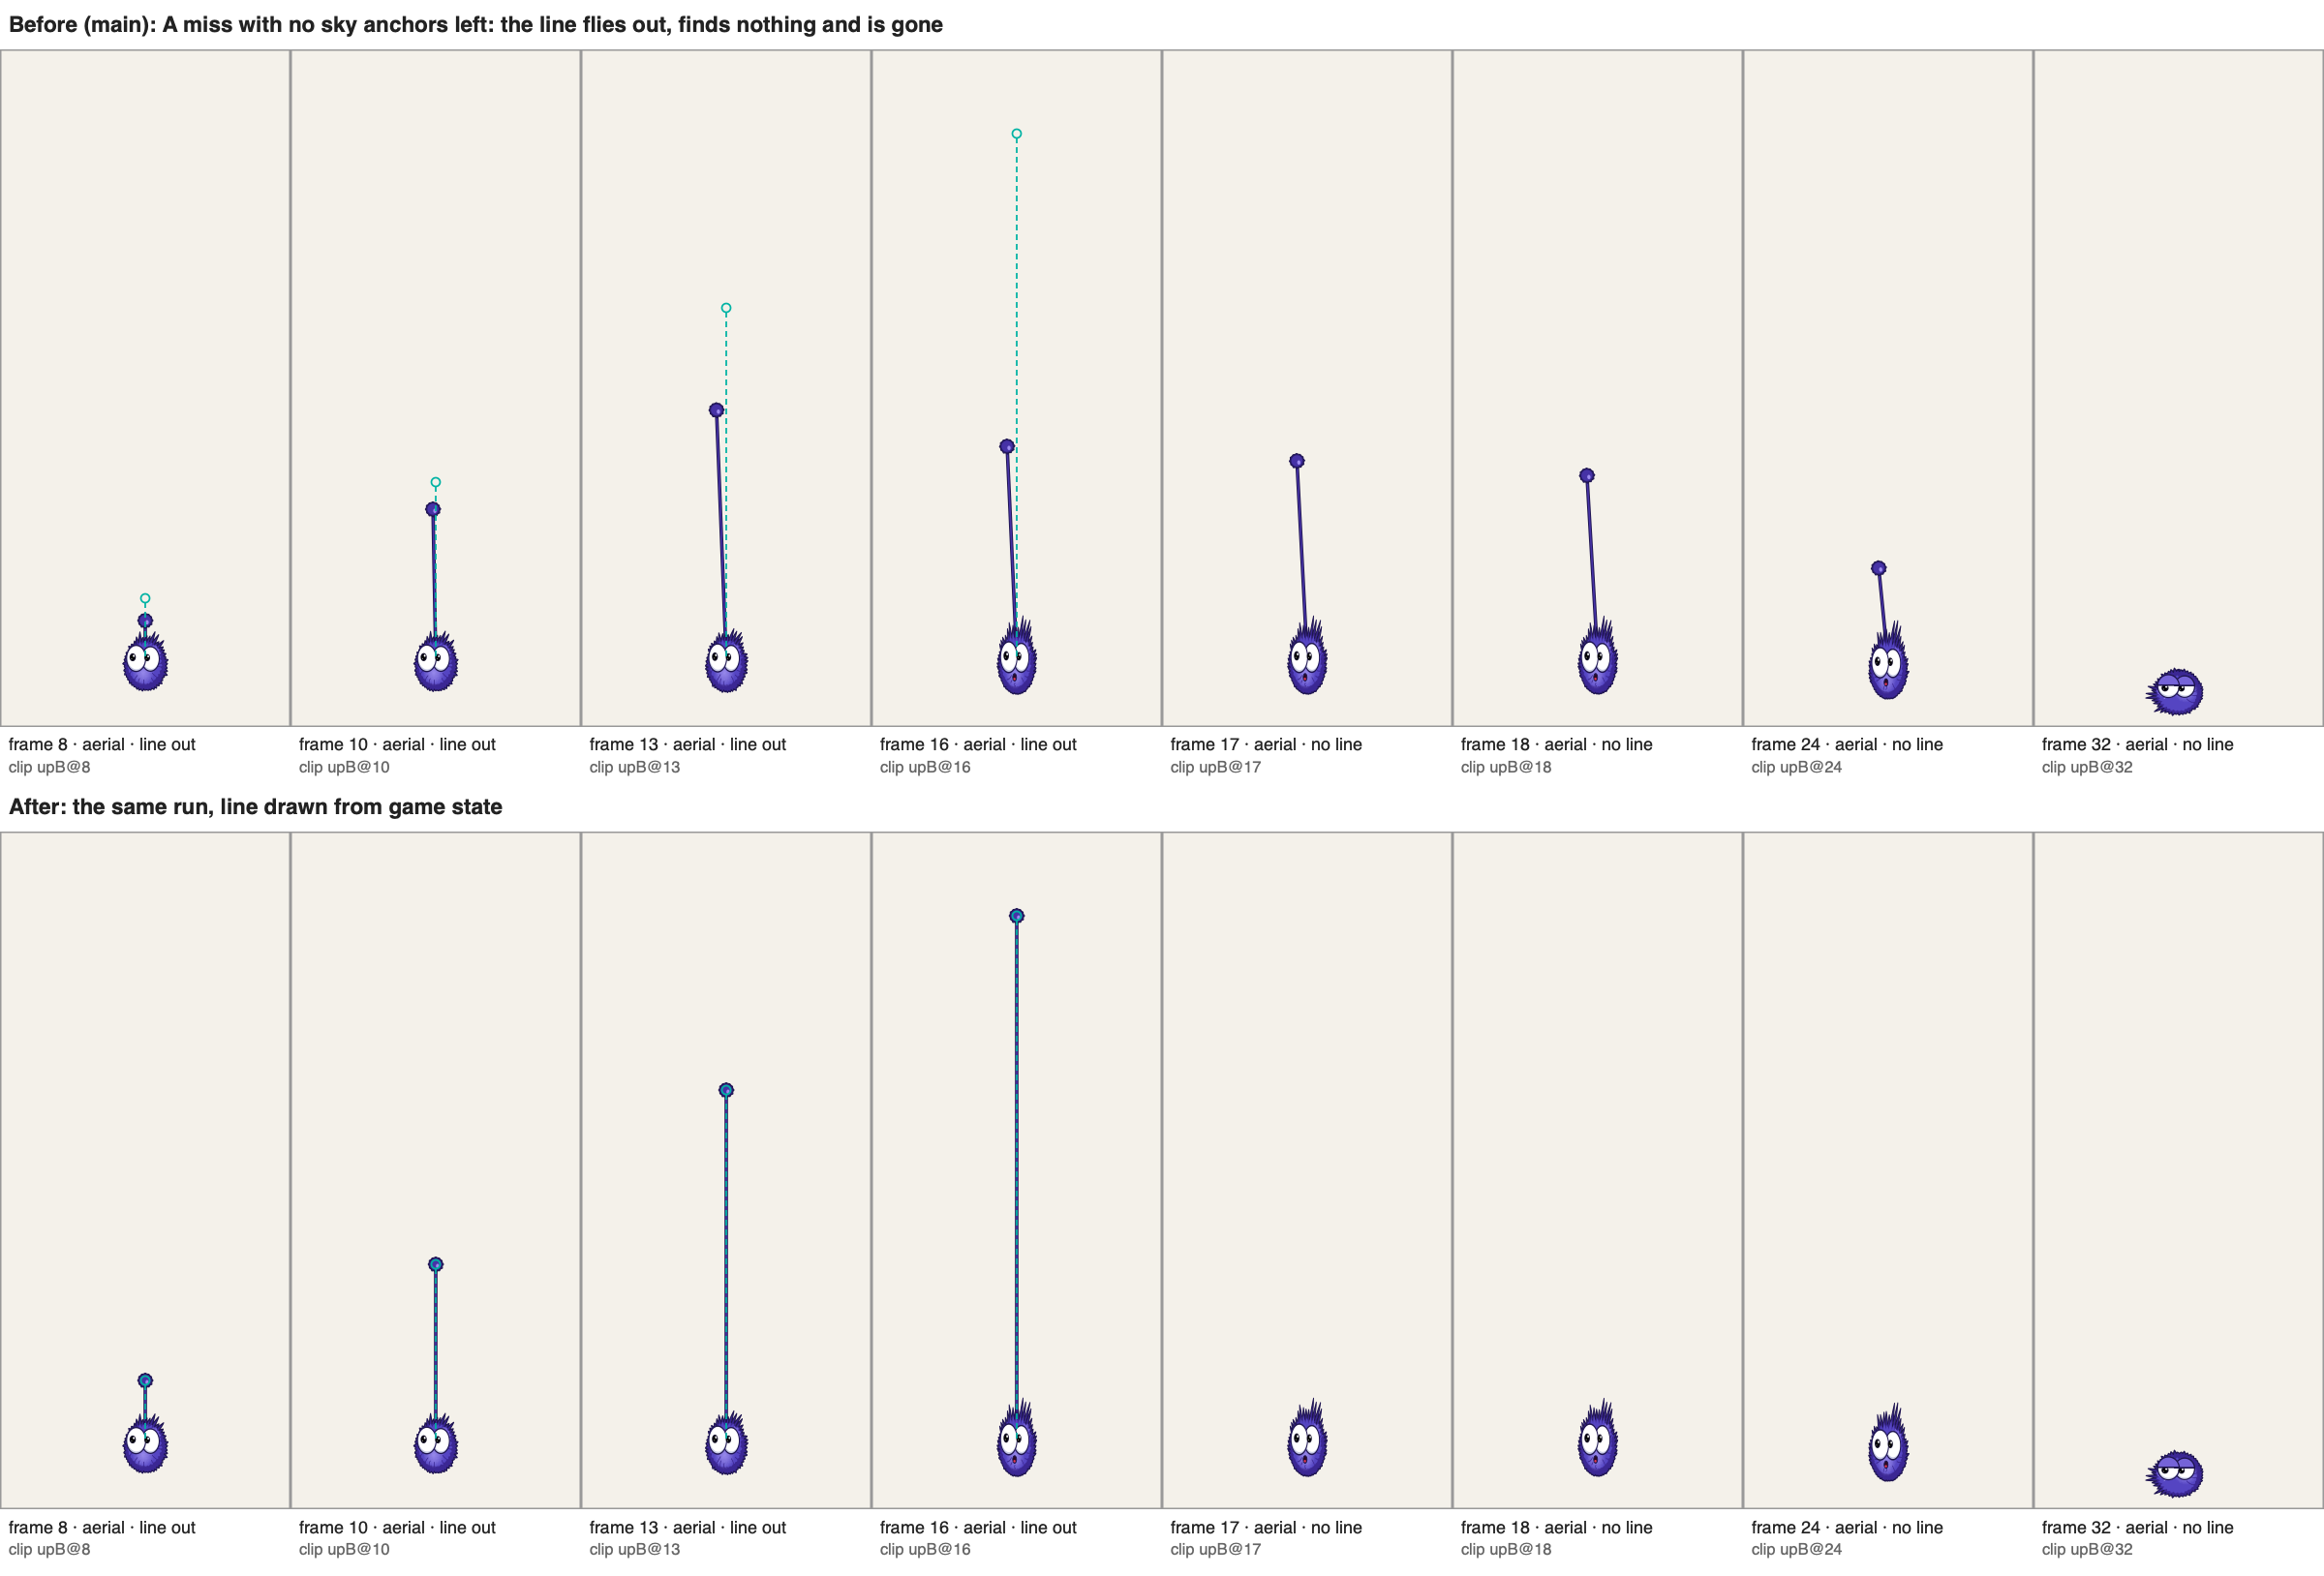 Before (main): A miss with no sky anchors left: the line flies out, finds nothing and is gone
frame 8 · aerial · line out
clip upB@8
frame 10 · aerial · line out
clip upB@10
frame 13 · aerial · line out
clip upB@13
frame 16 · aerial · line out
clip upB@16
frame 17 · aerial · no line
clip upB@17
frame 18 · aerial · no line
clip upB@18
frame 24 · aerial · no line
clip upB@24
frame 32 · aerial · no line
clip upB@32
After: the same run, line drawn from game state
frame 8 · aerial · line out
clip upB@8
frame 10 · aerial · line out
clip upB@10
frame 13 · aerial · line out
clip upB@13
frame 16 · aerial · line out
clip upB@16
frame 17 · aerial · no line
clip upB@17
frame 18 · aerial · no line
clip upB@18
frame 24 · aerial · no line
clip upB@24
frame 32 · aerial · no line
clip upB@32